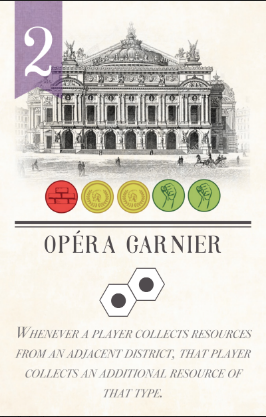 2
OPÉRA GARNIER
WHENEVER A PLAYER COLLECTS RESOURCES
FROM AN ADJACENT DISTRICT, THAT PLAYER
COLLECTS AN ADDITIONAL RESOURCE OF
THAT TYPE.